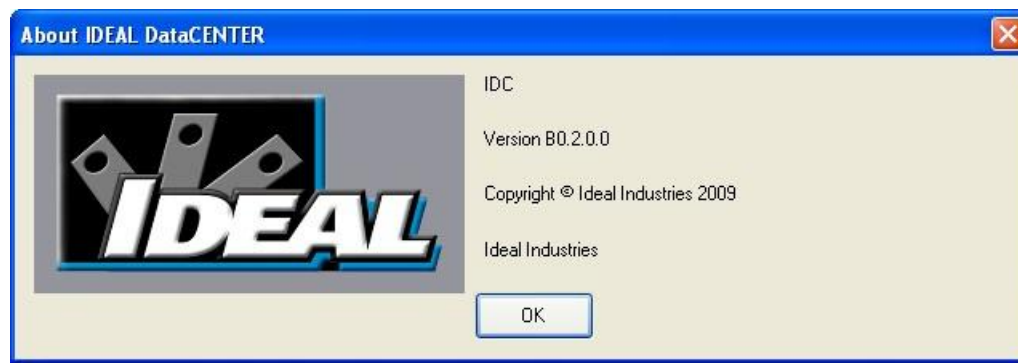 About IDEAL DataCENTER
IDEAL
IDC
Version B0.2.0.0
Copyright © Ideal Industries 2009
Ideal Industries
OK